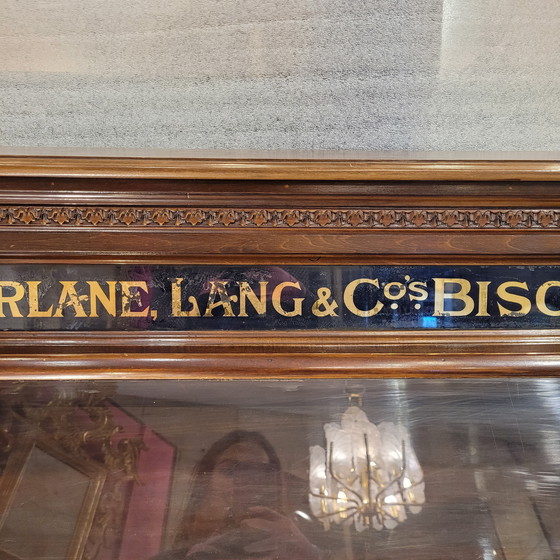 RLANE, LANG & Co's BISC